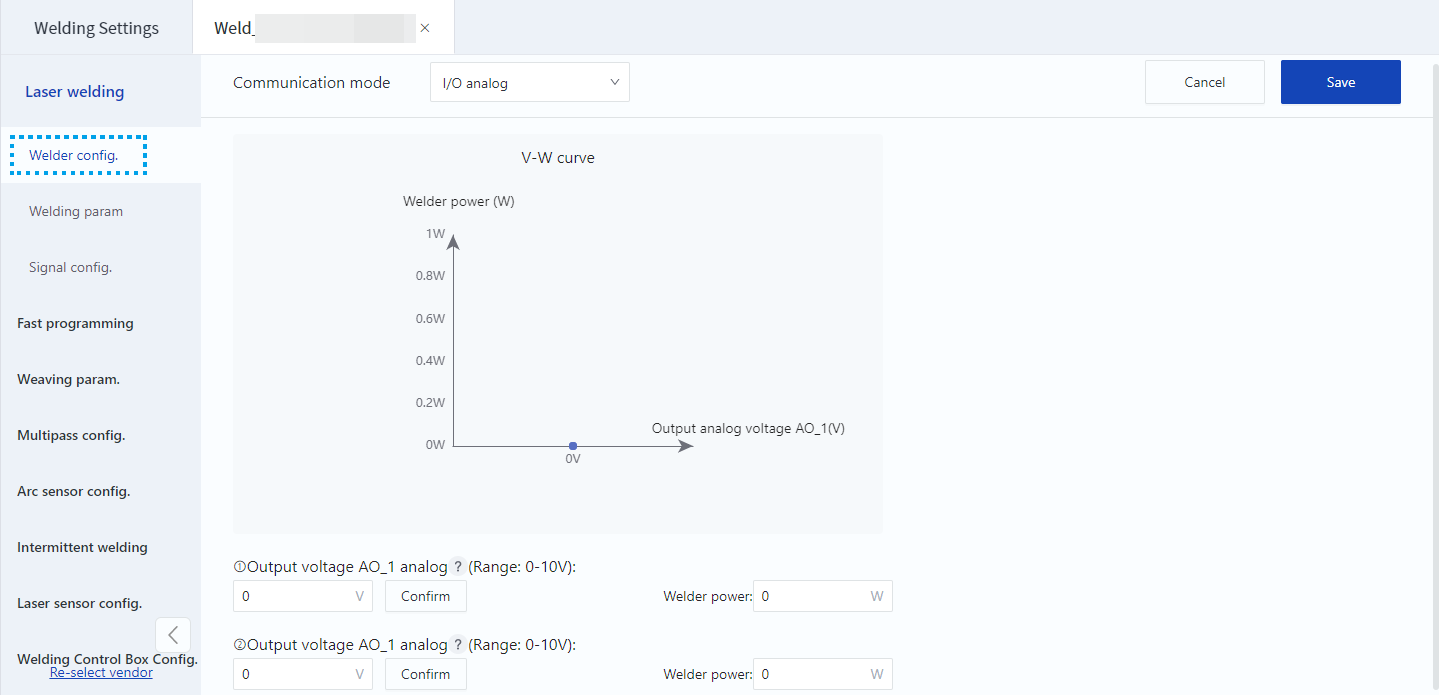 Welding Settings
Weld_
Laser welding
Communication mode
I/O analog
Cancel
Save
Welder config.
Welding param
Signal config.
Fast programming
Weaving param.
Multipass config.
Arc sensor config.
Intermittent welding
Laser sensor config.
Welding Control Box Config.
Re-select vendor
V-W curve
Welder power (W)
1W
0.8W
0.6W
0.4W
0.2W
0W
Output analog voltage AO_1(V)
0V
①Output voltage AO_1 analog ? (Range: 0-10V):
0 V Confirm Welder power: 0 W
②Output voltage AO_1 analog ? (Range: 0-10V):
0 V Confirm Welder power: 0 W